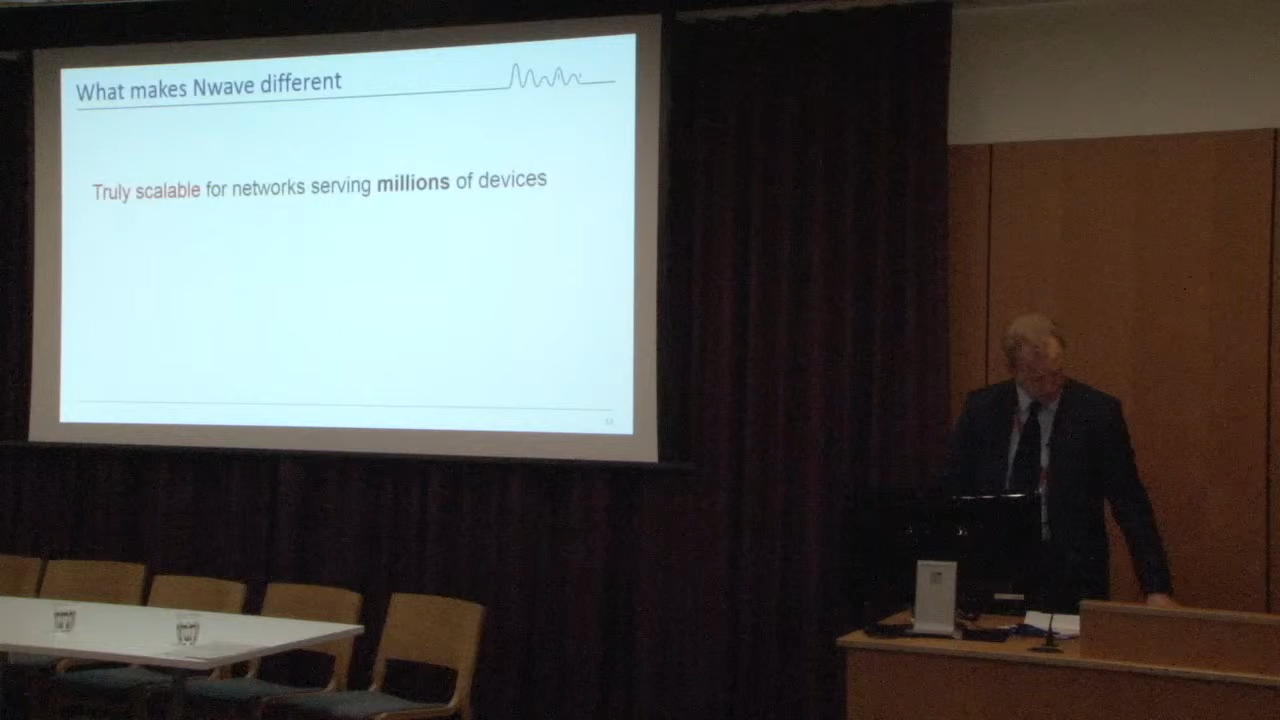 What makes Nwave different
Truly scalable for networks serving millions of devices